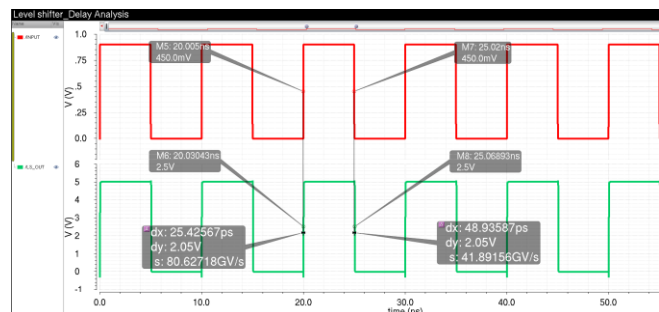 Level shifter_Delay Analysis
/INPUT
1.0
.75
V (V)
.5
.25
0.0
M5: 20.005ns
450.0mV
M7: 25.02ns
450.0mV
/LS_OUT
6
5
4
V (V)
3
2
1
0
-1
M6: 20.03043ns
2.5V
M8: 25.06893ns
2.5V
dx: 25.42567ps
dy: 2.05V
s: 80.62718GV/s
dx: 48.93587ps
dy: 2.05V
s: 41.89156GV/s
0.0 10.0 20.0 30.0 40.0 50.0
time (ns)